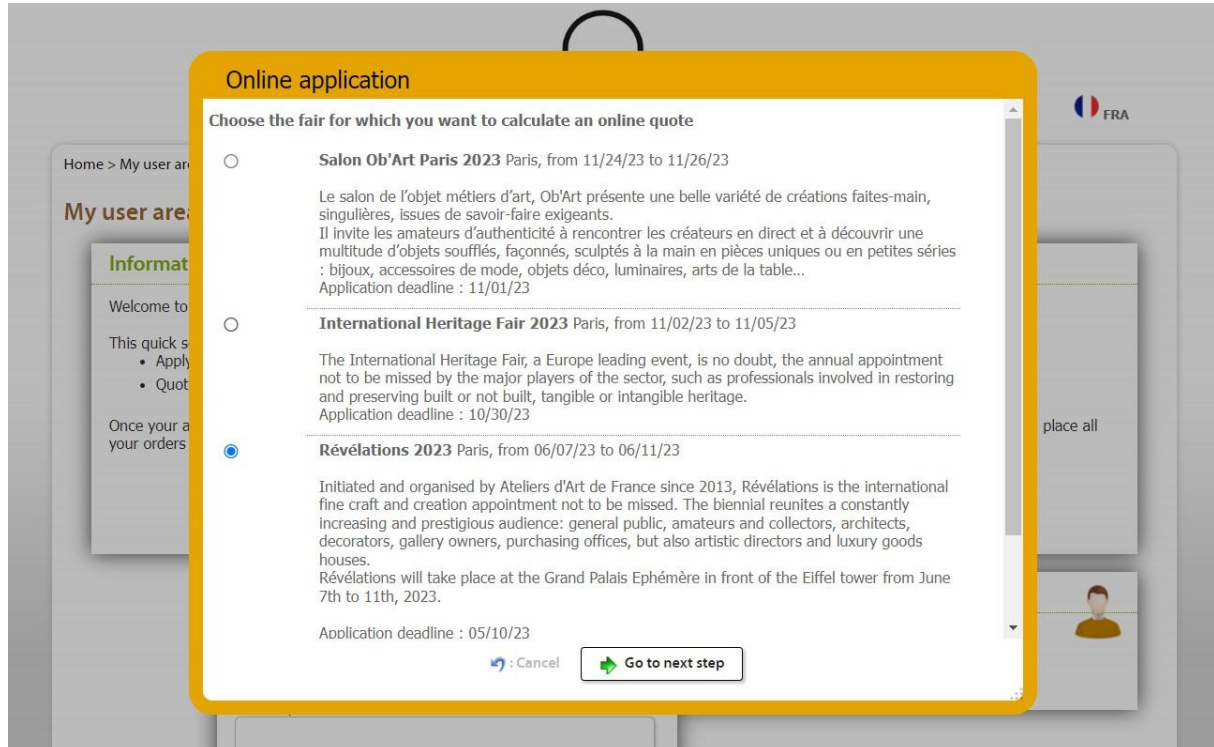 Online application
Choose the fair for which you want to calculate an online quote
FRA
Home > My user
My user
Salon Ob'Art Paris 2023 Paris, from 11/24/23 to 11/26/23
Le salon de l'objet métiers d'art, Ob'Art présente une belle variété de créations faites-main,
singulières, issues de savoir-faire exigeants.
Il invite les amateurs d'authenticité à rencontrer les créateurs en direct et à découvrir une
multitude d'objets soufflés, façonnés, sculptés à la main en pièces uniques ou en petites séries
: bijoux, accessoires de mode, objets déco, luminaires, arts de la table...
Application deadline : 11/01/23
Welcome to
This quick
International Heritage Fair 2023 Paris, from 11/02/23 to 11/05/23
The International Heritage Fair, a Europe leading event, is no doubt, the annual appointment
not to be missed by the major players of the sector, such as professionals involved in restoring
and preserving built or not built, tangible or intangible heritage.
Application deadline : 10/30/23
Once your
your orders
place all
Révélations 2023 Paris, from 06/07/23 to 06/11/23
Initiated and organised by Ateliers d'Art de France since 2013, Révélations is the international
fine craft and creation appointment not to be missed. The biennial reunites a constantly
increasing and prestigious audience: general public, amateurs and collectors, architects,
decorators, gallery owners, purchasing offices, but also artistic directors and luxury goods
houses.
Révélations will take place at the Grand Palais Ephémère in front of the Eiffel tower from June
7th to 11th, 2023.
Application deadline : 05/10/23
: Cancel
Go to next step